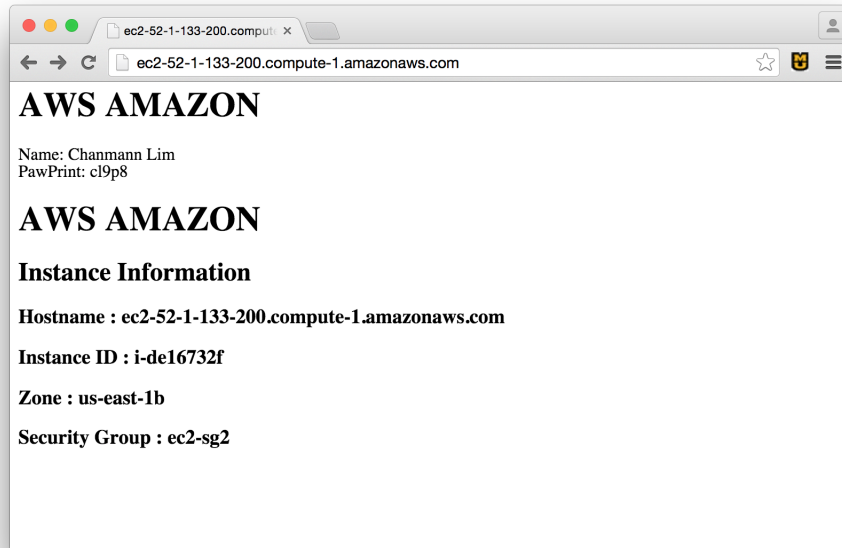 ec2-52-1-133-200.comput
ec2-52-1-133-200.compute-1.amazonaws.com
AWS AMAZON
Name: Chanmann Lim
PawPrint: cl9p8
AWS AMAZON
Instance Information
Hostname : ec2-52-1-133-200.compute-1.amazonaws.com
Instance ID : i-de16732f
Zone : us-east-1b
Security Group : ec2-sg2